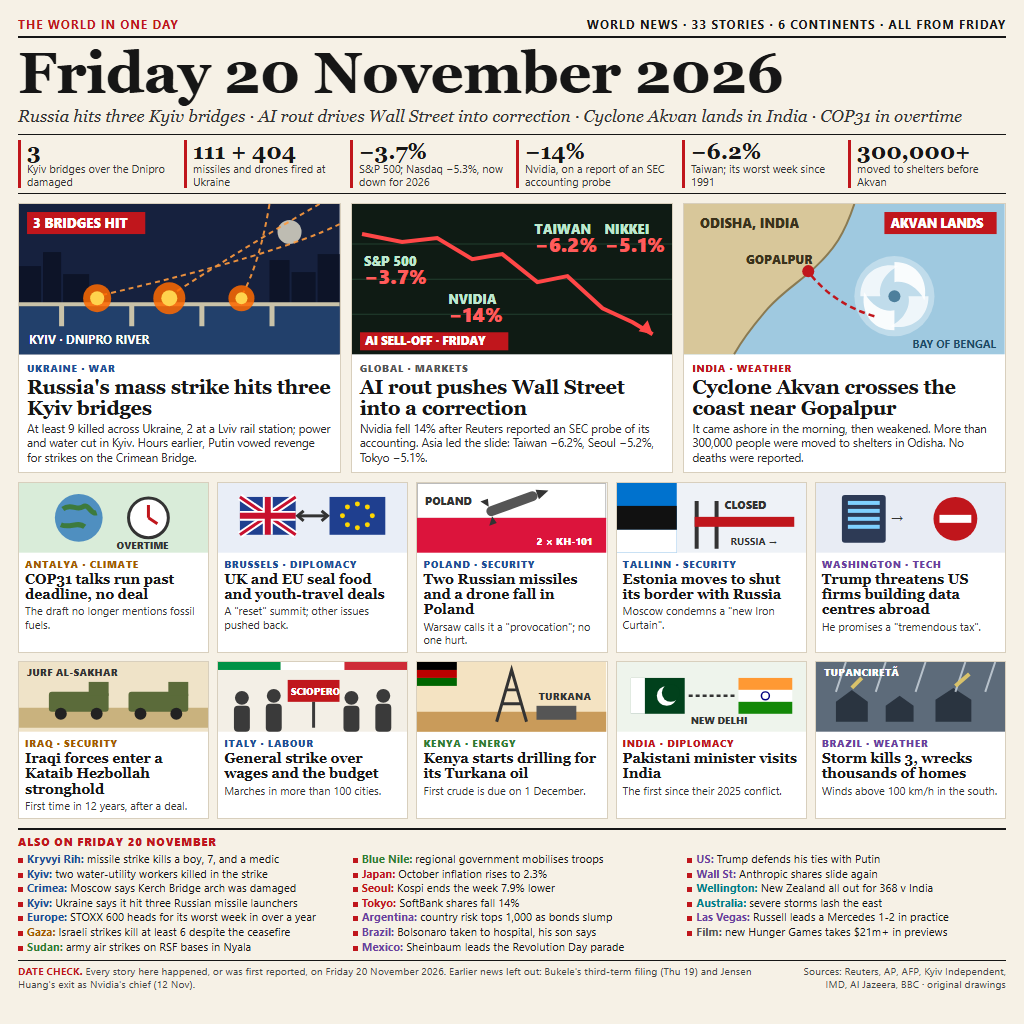 THE WORLD IN ONE DAY
WORLD NEWS · 33 STORIES · 6 CONTINENTS · ALL FROM FRIDAY
Friday 20 November 2026
Russia hits three Kyiv bridges · AI rout drives Wall Street into correction · Cyclone Akvan lands in India · COP31 in overtime
3
Kyiv bridges over the Dnipro
damaged
111 + 404
missiles and drones fired at
Ukraine
−3.7%
S&P 500; Nasdaq −5.3%, now
down for 2026
−14%
Nvidia, on a report of an SEC
accounting probe
−6.2%
Taiwan; its worst week since
1991
300,000+
moved to shelters before
Akvan
3 BRIDGES HIT
KYIV · DNIPRO RIVER
UKRAINE · WAR
Russia's mass strike hits three
Kyiv bridges
At least 9 killed across Ukraine, 2 at a Lviv rail station; power
and water cut in Kyiv. Hours earlier, Putin vowed revenge
for strikes on the Crimean Bridge.
TAIWAN NIKKEI
−6.2% −5.1%
S&P 500
−3.7%
NVIDIA
−14%
AI SELL-OFF · FRIDAY
GLOBAL · MARKETS
AI rout pushes Wall Street
into a correction
Nvidia fell 14% after Reuters reported an SEC probe of its
accounting. Asia led the slide: Taiwan −6.2%, Seoul −5.2%,
Tokyo −5.1%.
ODISHA, INDIA
AKVAN LANDS
GOPALPUR
BAY OF BENGAL
INDIA · WEATHER
Cyclone Akvan crosses the
coast near Gopalpur
It came ashore in the morning, then weakened. More than
300,000 people were moved to shelters in Odisha. No
deaths were reported.
OVERTIME
ANTALYA · CLIMATE
COP31 talks run past
deadline, no deal
The draft no longer mentions fossil
fuels.
BRUSSELS · DIPLOMACY
UK and EU seal food
and youth-travel deals
A "reset" summit; other issues
pushed back.
POLAND
2 × KH-101
POLAND · SECURITY
Two Russian missiles
and a drone fall in
Poland
Warsaw calls it a "provocation"; no
one hurt.
CLOSED
RUSSIA →
TALLINN · SECURITY
Estonia moves to shut
its border with Russia
Moscow condemns a "new Iron
Curtain".
→
WASHINGTON · TECH
Trump threatens US
firms building data
centres abroad
He promises a "tremendous tax".
JURF AL-SAKHAR
IRAQ · SECURITY
Iraqi forces enter a
Kataib Hezbollah
stronghold
First time in 12 years, after a deal.
SCIOPERO
ITALY · LABOUR
General strike over
wages and the budget
Marches in more than 100 cities.
TURKANA
KENYA · ENERGY
Kenya starts drilling for
its Turkana oil
First crude is due on 1 December.
NEW DELHI
INDIA · DIPLOMACY
Pakistani minister visits
India
The first since their 2025 conflict.
TUPANCIRETÃ
BRAZIL · WEATHER
Storm kills 3, wrecks
thousands of homes
Winds above 100 km/h in the south.
ALSO ON FRIDAY 20 NOVEMBER
Kryvyi Rih: missile strike kills a boy, 7, and a medic
Kyiv: two water-utility workers killed in the strike
Crimea: Moscow says Kerch Bridge arch was damaged
Kyiv: Ukraine says it hit three Russian missile launchers
Europe: STOXX 600 heads for its worst week in over a year
Gaza: Israeli strikes kill at least 6 despite the ceasefire
Sudan: army air strikes on RSF bases in Nyala
Blue Nile: regional government mobilises troops
Japan: October inflation rises to 2.3%
Seoul: Kospi ends the week 7.9% lower
Tokyo: SoftBank shares fall 14%
Argentina: country risk tops 1,000 as bonds slump
Brazil: Bolsonaro taken to hospital, his son says
Mexico: Sheinbaum leads the Revolution Day parade
US: Trump defends his ties with Putin
Wall St: Anthropic shares slide again
Wellington: New Zealand all out for 368 v India
Australia: severe storms lash the east
Las Vegas: Russell leads a Mercedes 1-2 in practice
Film: new Hunger Games takes $21m+ in previews
DATE CHECK. Every story here happened, or was first reported, on Friday 20 November 2026. Earlier news left out: Bukele's third-term filing (Thu 19) and Jensen
Huang's exit as Nvidia's chief (12 Nov).
Sources: Reuters, AP, AFP, Kyiv Independent,
IMD, Al Jazeera, BBC · original drawings